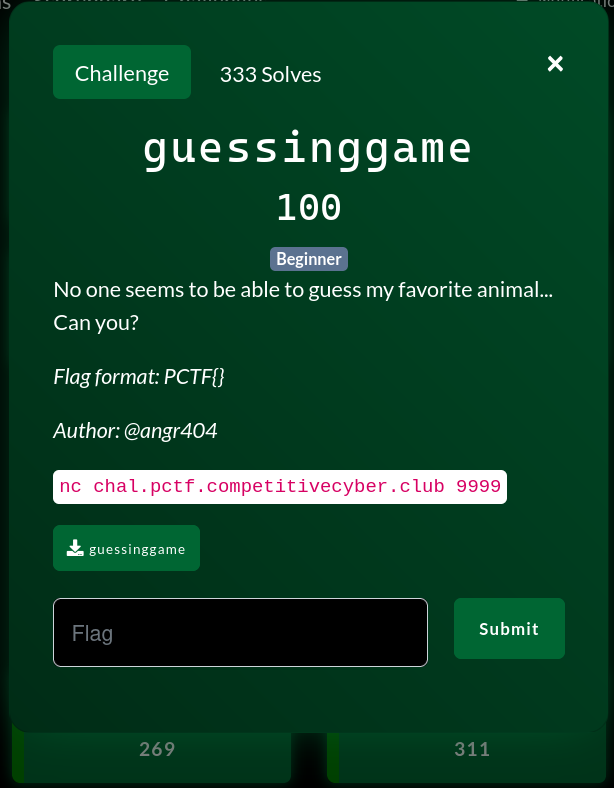 Challenge
333 Solves
guessinggame
100
Beginner
No one seems to be able to guess my favorite animal...
Can you?
Flag format: PCTF{}
Author: @angr404
nc chal.pctf.competitivecyber.club 9999
guessinggame
Flag
Submit
269
311